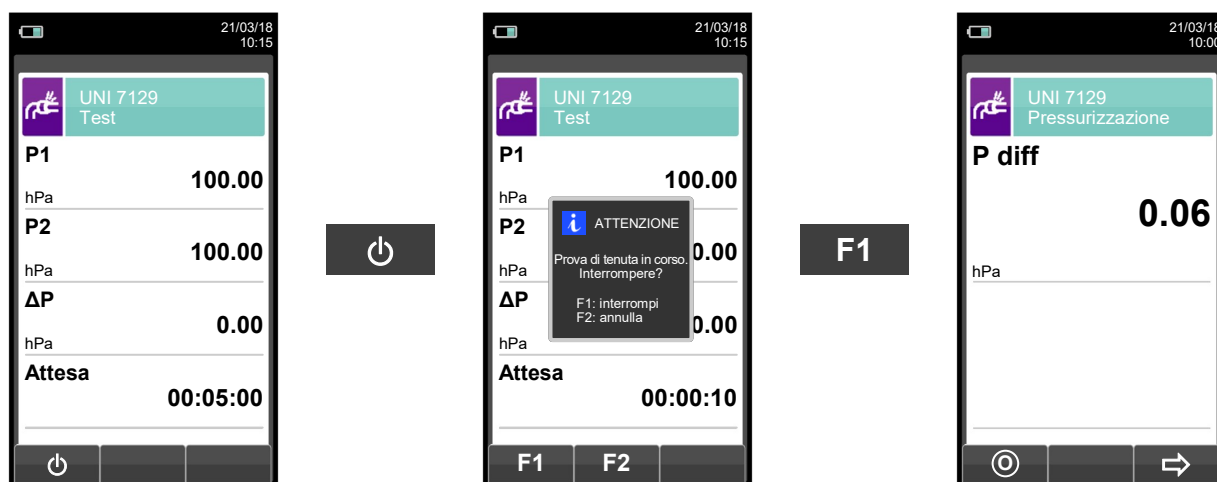 21/03/18
10:15
UNI 7129
Test
P1
100.00
hPa
P2
100.00
hPa
ΔP
0.00
hPa
Attesa
00:05:00
21/03/18
10:15
UNI 7129
Test
P1
100.00
hPa
P2
0.00
hPa
ΔP
0.00
hPa
ATTENZIONE
Prova di tenuta in corso.
Interrompere?
F1: interrompi
F2: annulla
Attesa
00:00:10
F1 F2
F1
21/03/18
10:00
UNI 7129
Pressurizzazione
P diff
0.06
hPa